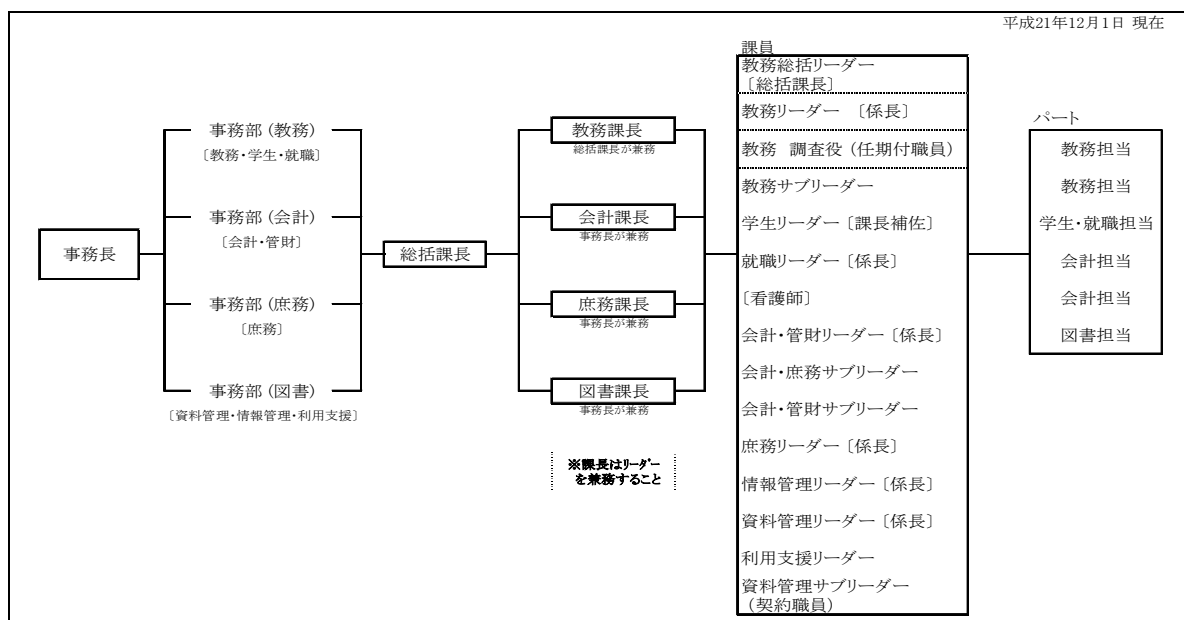 平成21年12月1日 現在
事務長
事務部（教務）
〔教務・学生・就職〕
事務部（会計）
〔会計・管財〕
事務部（庶務）
〔庶務〕
事務部（図書）
〔資料管理・情報管理・利用支援〕
総括課長
教務課長
総括課長が兼務
会計課長
事務長が兼務
庶務課長
事務長が兼務
図書課長
事務長が兼務
※課長はリーダー
を兼務すること
課員
教務総括リーダー
〔総括課長〕
教務リーダー 〔係長〕
教務 調査役（任期付職員）
教務サブリーダー
学生リーダー〔課長補佐〕
就職リーダー〔係長〕
〔看護師〕
会計・管財リーダー〔係長〕
会計・庶務サブリーダー
会計・管財サブリーダー
庶務リーダー〔係長〕
情報管理リーダー〔係長〕
資料管理リーダー〔係長〕
利用支援リーダー
資料管理サブリーダー
（契約職員）
パート
教務担当
教務担当
学生・就職担当
会計担当
会計担当
図書担当